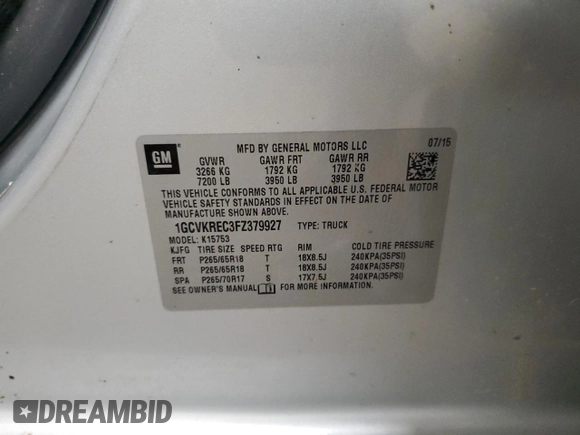 GM
MFD BY GENERAL MOTORS LLC 07/15
GVWR GAWR FRT GAWR RR
3266 KG 1792 KG 1792 KG
7200 LB 3950 LB 3950 LB
THIS VEHICLE CONFORMS TO ALL APPLICABLE U.S. FEDERAL MOTOR
VEHICLE SAFETY STANDARDS IN EFFECT ON THE DATE OF
MANUFACTURE SHOWN ABOVE.
1GCVKREC3FZ379927 TYPE: TRUCK
MODEL: K15753
KJFG TIRE SIZE SPEED RTG RIM COLD TIRE PRESSURE
FRT P265/65R18 T 18X8.5J 240KPA(35PSI)
RR P265/65R18 T 18X8.5J 240KPA(35PSI)
SPA P265/70R17 S 17X7.5J 240KPA(35PSI)
SEE OWNER'S MANUAL FOR MORE INFORMATION.
DREAMBID